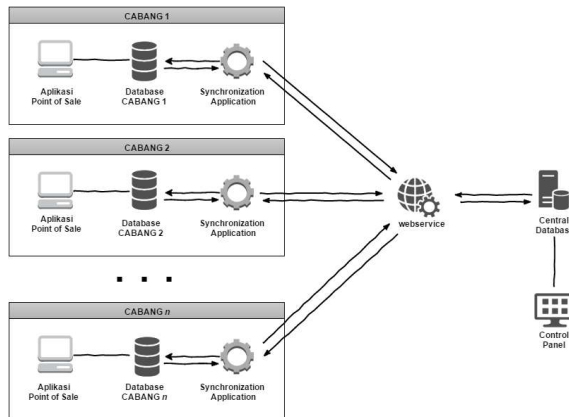 CABANG 1
Aplikasi
Point of Sale
Database
CABANG 1
Synchronization
Application
CABANG 2
Aplikasi
Point of Sale
Database
CABANG 2
Synchronization
Application
webservice
Central
Database
. . .
CABANG n
Aplikasi
Point of Sale
Database
CABANG n
Synchronization
Application
Control
Panel